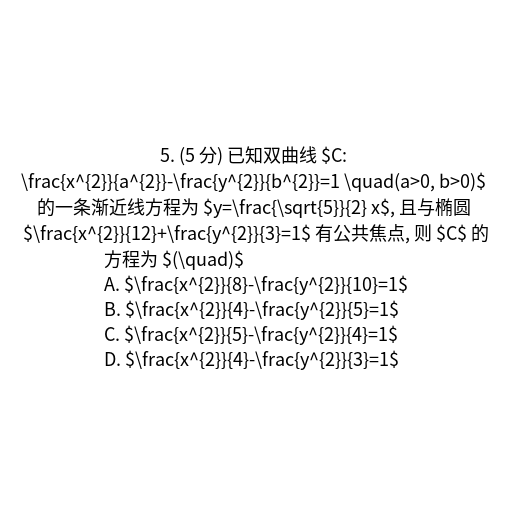 5. (5 分) 已知双曲线 $C:
\frac{x^{2}}{a^{2}}-\frac{y^{2}}{b^{2}}=1 \quad(a>0, b>0)$
的一条渐近线方程为 $y=\frac{\sqrt{5}}{2} x$, 且与椭圆
$\frac{x^{2}}{12}+\frac{y^{2}}{3}=1$ 有公共焦点, 则 $C$ 的
方程为 $(\quad)$
A. $\frac{x^{2}}{8}-\frac{y^{2}}{10}=1$
B. $\frac{x^{2}}{4}-\frac{y^{2}}{5}=1$
C. $\frac{x^{2}}{5}-\frac{y^{2}}{4}=1$
D. $\frac{x^{2}}{4}-\frac{y^{2}}{3}=1$